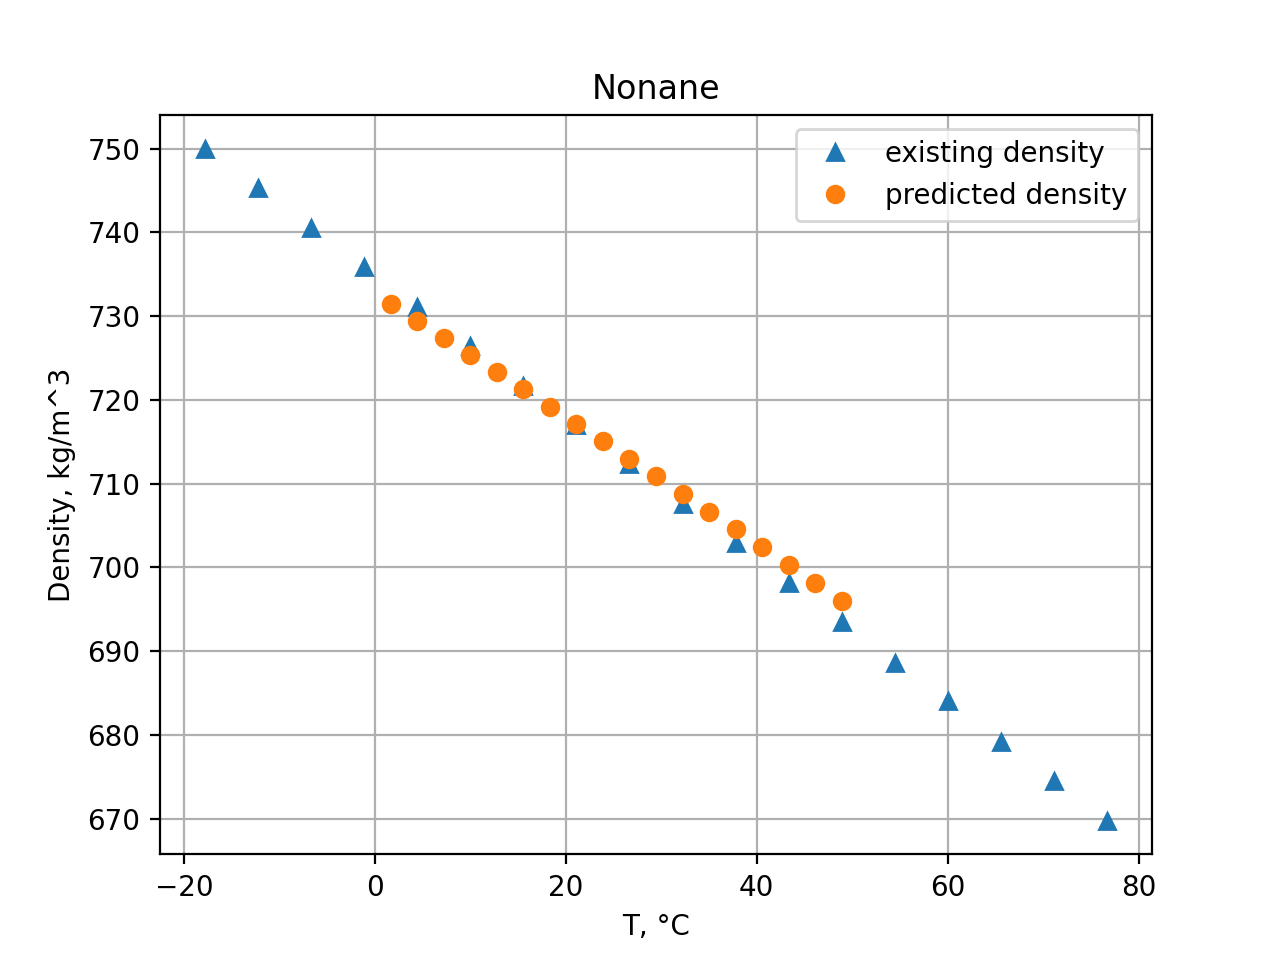 Nonane
existing density
predicted density
750
740
730
720
710
700
690
680
670
Density, kg/m^3
−20 0 20 40 60 80
T, °C